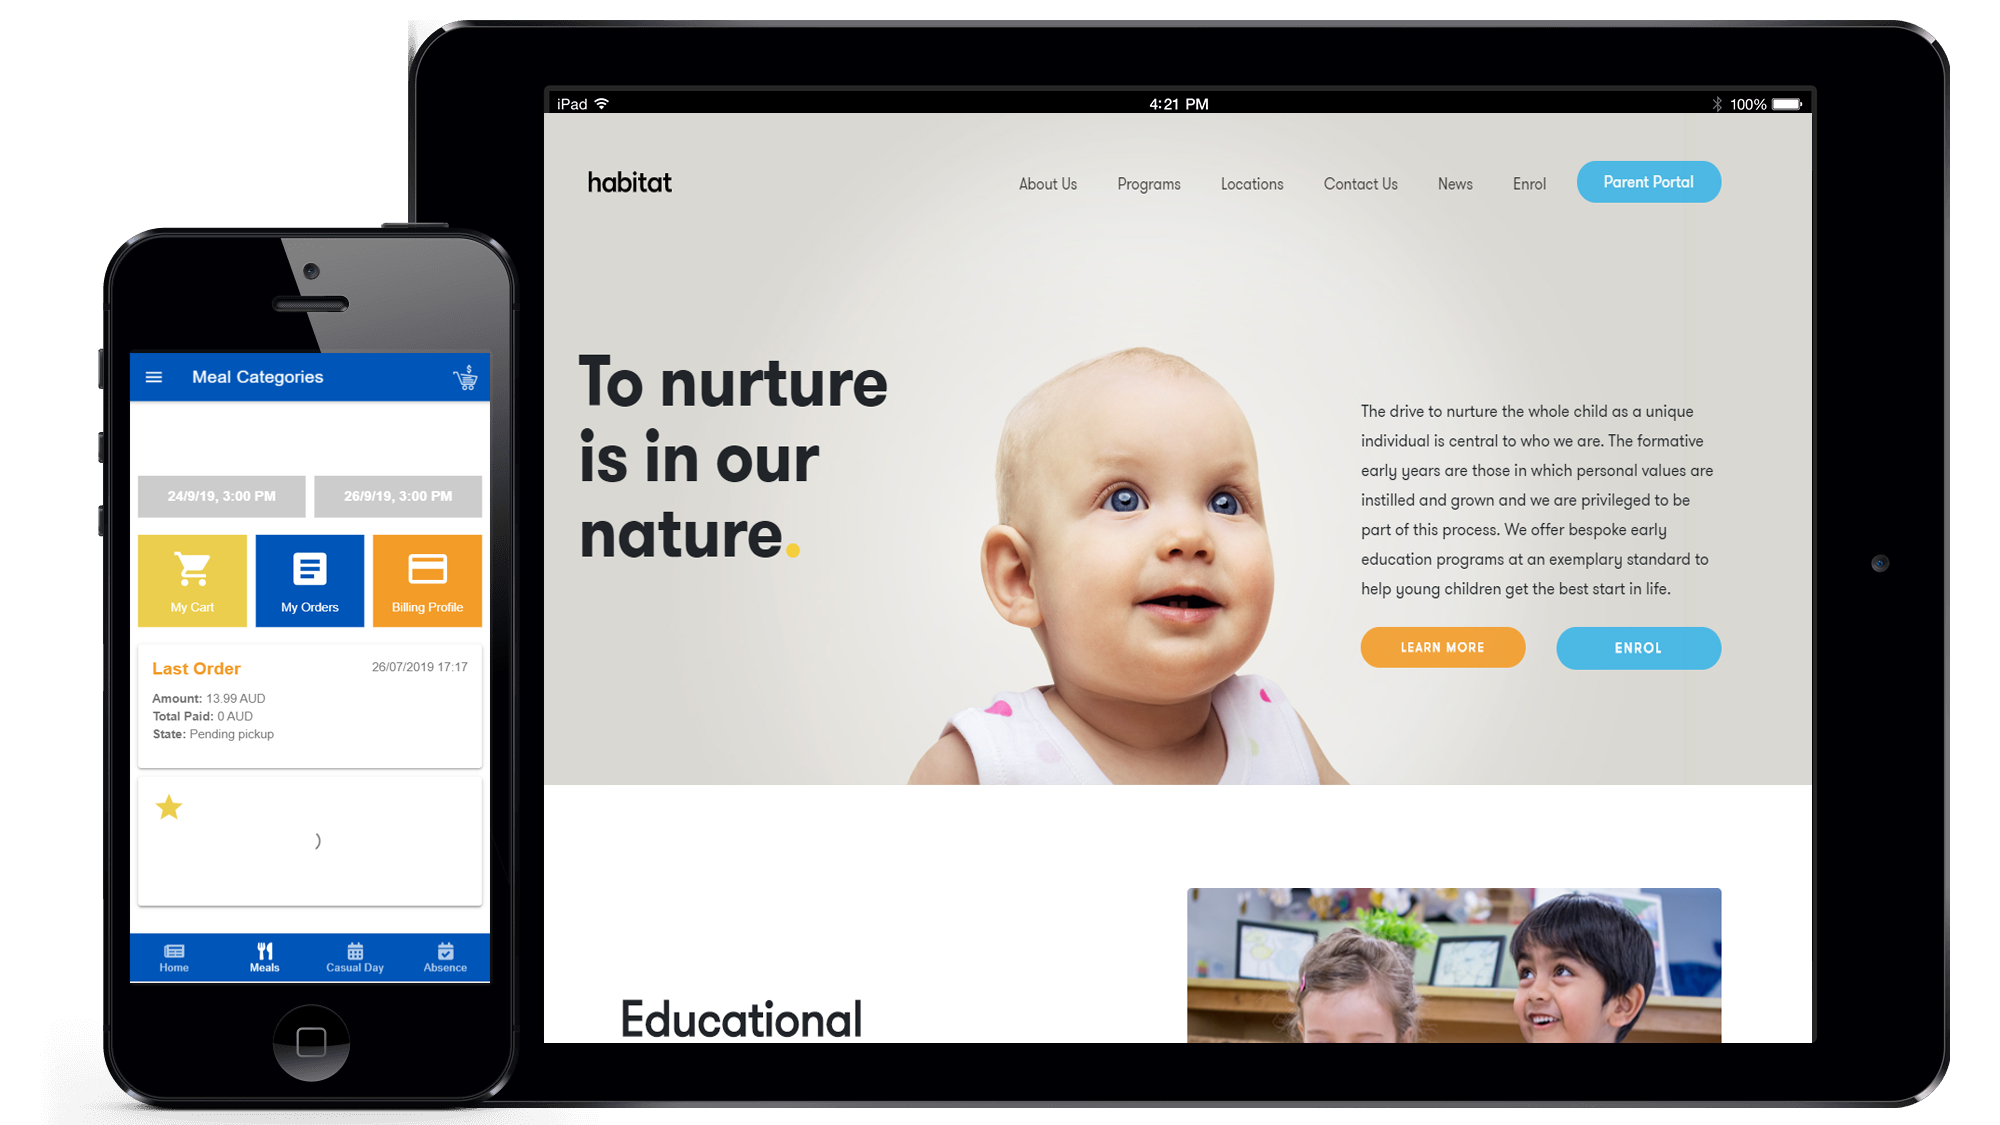 iPad
4:21 PM
100%
habitat
About Us
Programs
Locations
Contact Us
News
Enrol
Parent Portal
To nurture
is in our
nature.
The drive to nurture the whole child as a unique
individual is central to who we are. The formative
early years are those in which personal values are
instilled and grown and we are privileged to be
part of this process. We offer bespoke early
education programs at an exemplary standard to
help young children get the best start in life.
LEARN MORE
ENROL
Educational
Meal Categories
24/9/19, 3:00 PM
26/9/19, 3:00 PM
My Cart
My Orders
Billing Profile
Last Order
26/07/2019 17:17
Amount: 13.99 AUD
Total Paid: 0 AUD
State: Pending pickup
Home
Meals
Casual Day
Absence